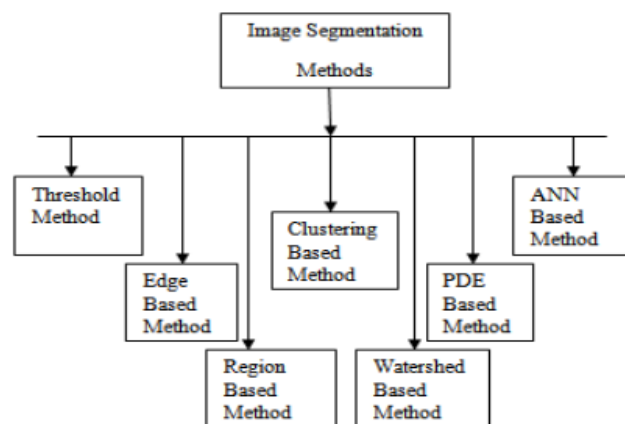 Image Segmentation
Methods
Threshold
Method
Edge
Based
Method
Region
Based
Method
Clustering
Based
Method
Watershed
Based
Method
PDE
Based
Method
ANN
Based
Method